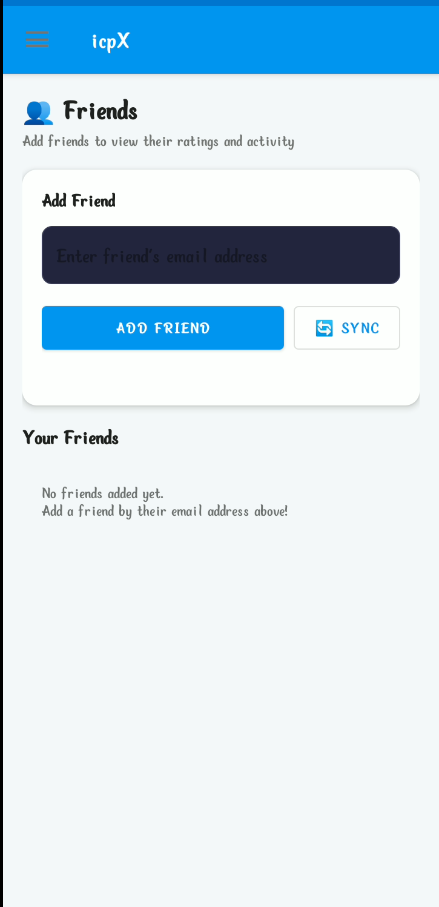 icpX
Friends
Add friends to view their ratings and activity
Add Friend
Enter friend's email address
ADD FRIEND
SYNC
Your Friends
No friends added yet.
Add a friend by their email address above!